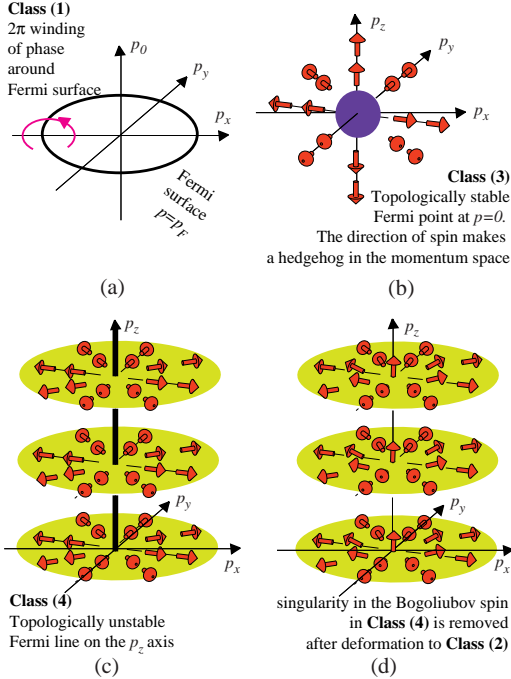 Class (1)
2π winding
of phase
around
Fermi surface
p0
py
px
Fermi
surface
p=pF
(a)
pz
py
px
Class (3)
Topologically stable
Fermi point at p=0.
The direction of spin makes
a hedgehog in the momentum space
(b)
pz
py
px
Class (4)
Topologically unstable
Fermi line on the pz axis
(c)
pz
py
px
singularity in the Bogoliubov spin
in Class (4) is removed
after deformation to Class (2)
(d)